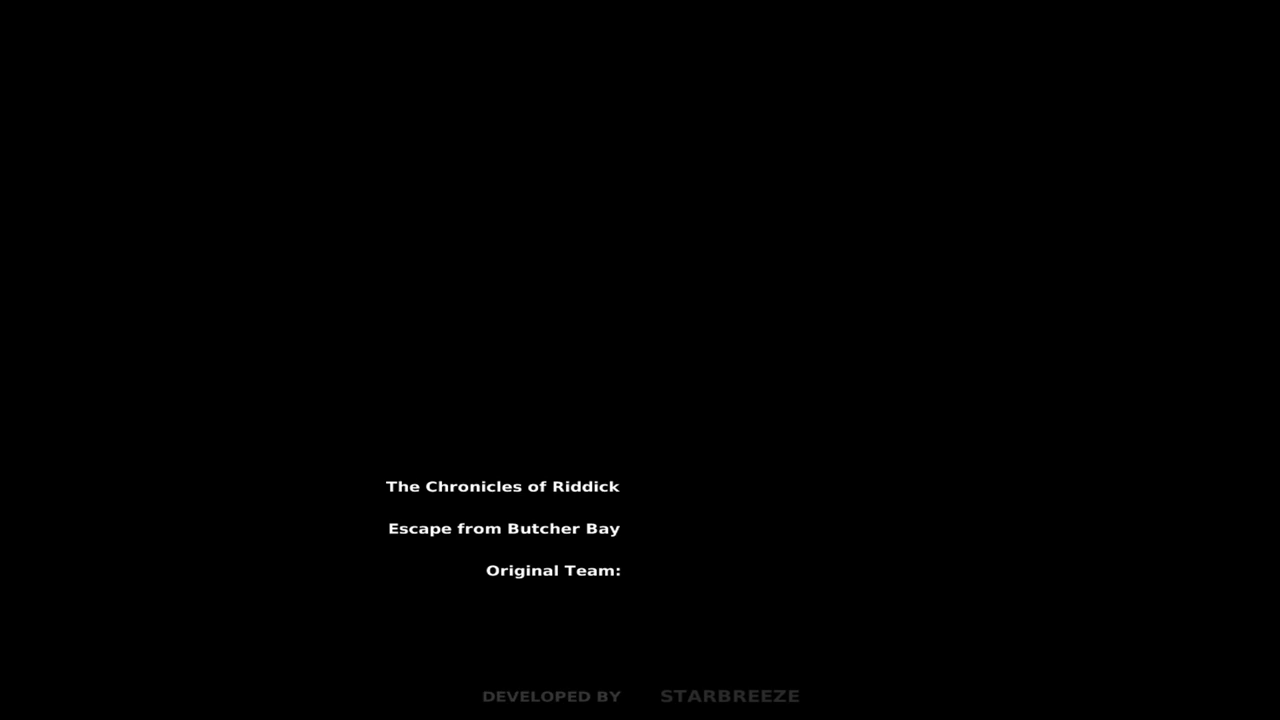 The Chronicles of Riddick
Escape from Butcher Bay
Original Team:
DEVELOPED BY STARBREEZE